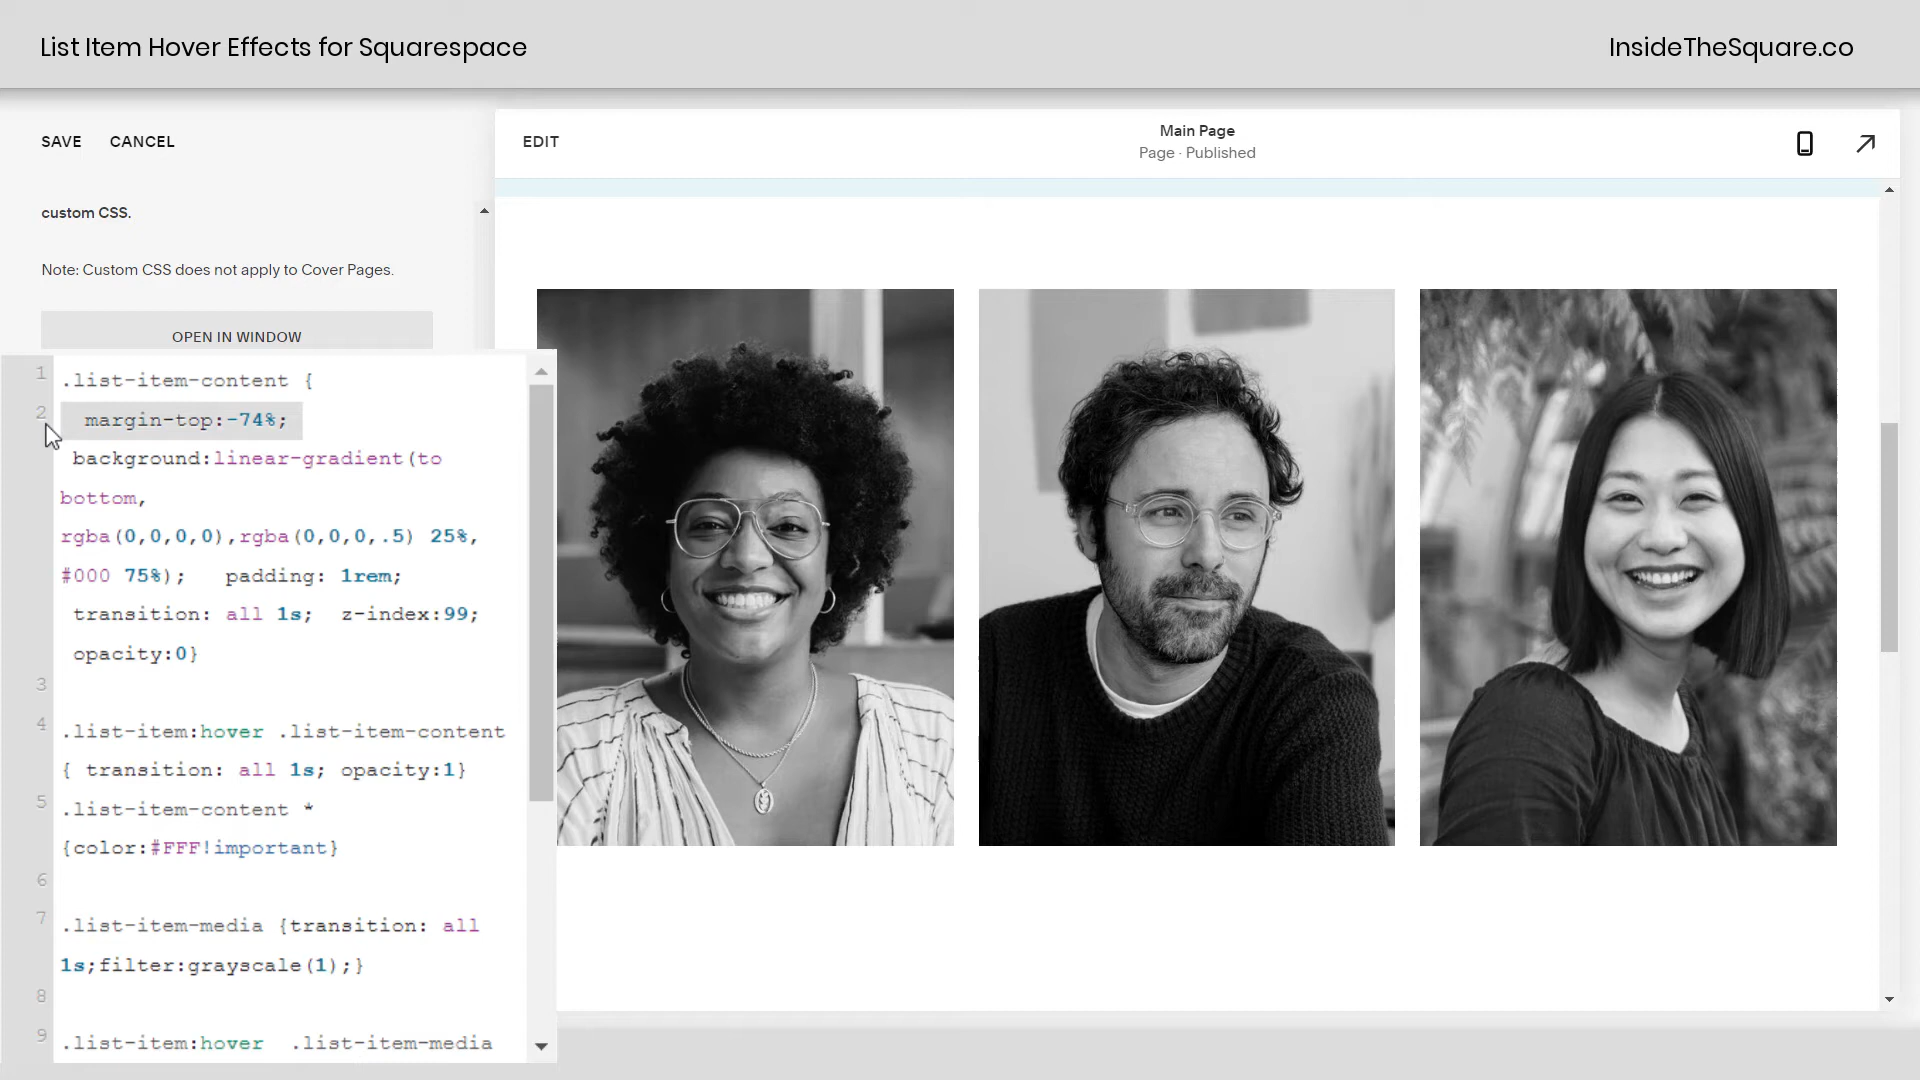 List Item Hover Effects for Squarespace
InsideTheSquare.co
SAVE CANCEL
EDIT
Main Page
Page · Published
custom CSS.
Note: Custom CSS does not apply to Cover Pages.
OPEN IN WINDOW
1 .list-item-content {
2 margin-top:-74%;
background:linear-gradient(to
bottom,
rgba(0,0,0,0),rgba(0,0,0,.5) 25%,
#000 75%); padding: 1rem;
transition: all 1s; z-index:99;
opacity:0}
3
4 .list-item:hover .list-item-content
{ transition: all 1s; opacity:1}
5 .list-item-content *
{color:#FFF!important}
6
7 .list-item-media {transition: all
1s;filter:grayscale(1);}
8
9 .list-item:hover .list-item-media